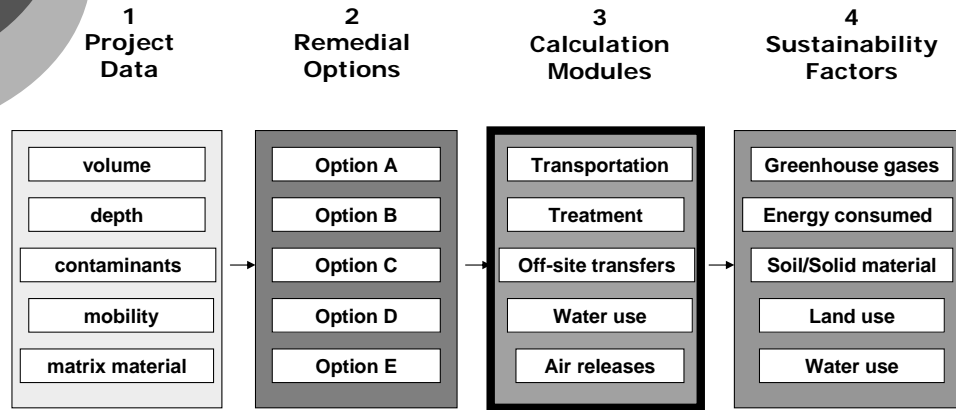 1
Project
Data
2
Remedial
Options
3
Calculation
Modules
4
Sustainability
Factors
volume
depth
contaminants
mobility
matrix material
Option A
Option B
Option C
Option D
Option E
Transportation
Treatment
Off-site transfers
Water use
Air releases
Greenhouse gases
Energy consumed
Soil/Solid material
Land use
Water use